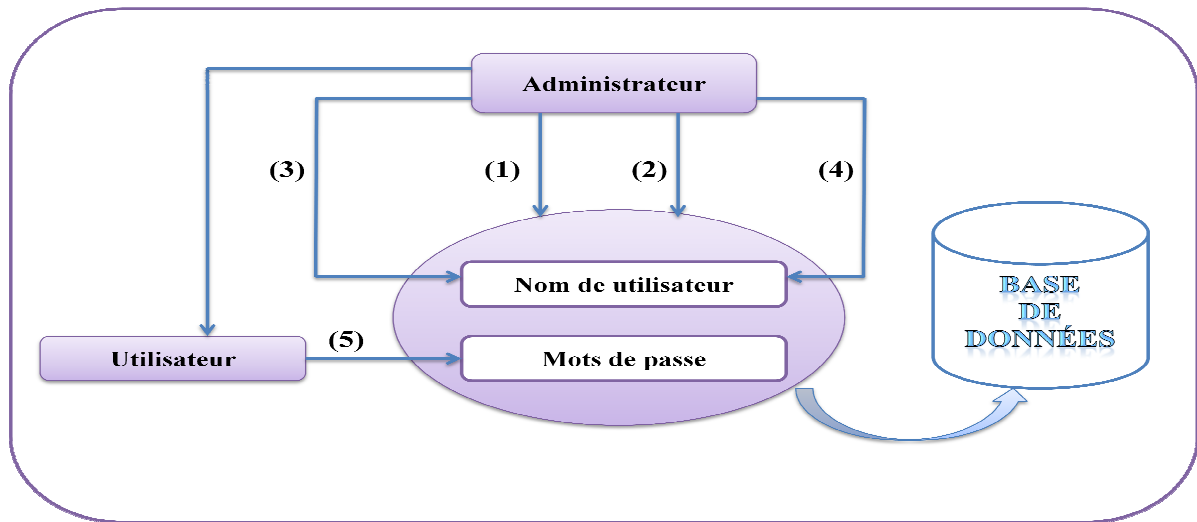 Administrateur
(3)
(1)
(2)
(4)
Nom de utilisateur
BASE
DE
DONNÉES
(5)
Utilisateur
Mots de passe